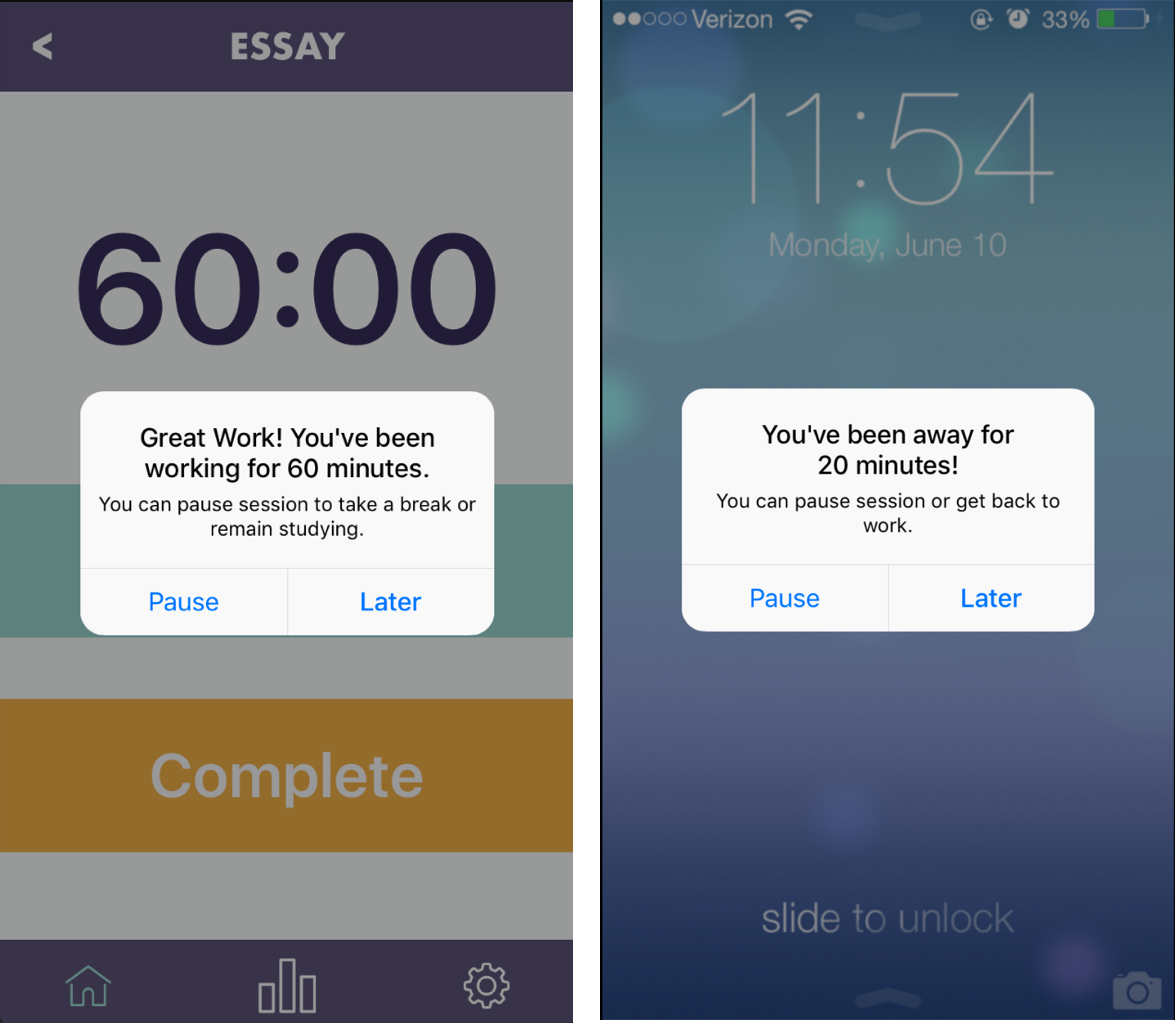 <
ESSAY
60:00
Great Work! You've been
working for 60 minutes.
You can pause session to take a break or
remain studying.
Pause
Later
Complete
Verizon
33%
11:54
Monday, June 10
You've been away for
20 minutes!
You can pause session or get back to
work.
Pause
Later
slide to unlock